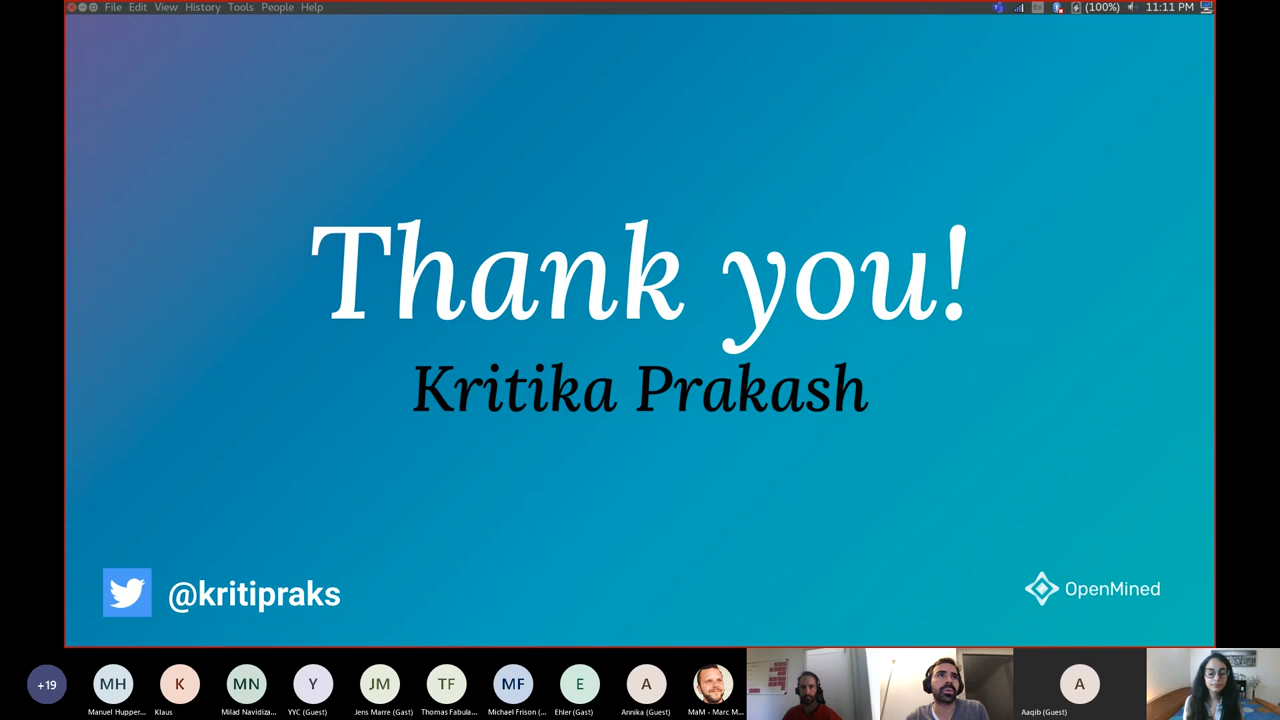 File Edit View History Tools People Help
En (100%) 11:11 PM
Thank you!
Kritika Prakash
@kritipraks
OpenMined
+19 MH K MN Y JM TF MF E A A
Manuel Hupper... Klaus Milad Navidiza... YYC (Guest) Jens Marre (Gast) Thomas Fabula... Michael Frison (... Ehler (Gast) Annika (Guest) MaM - Marc M... Aaqib (Guest)